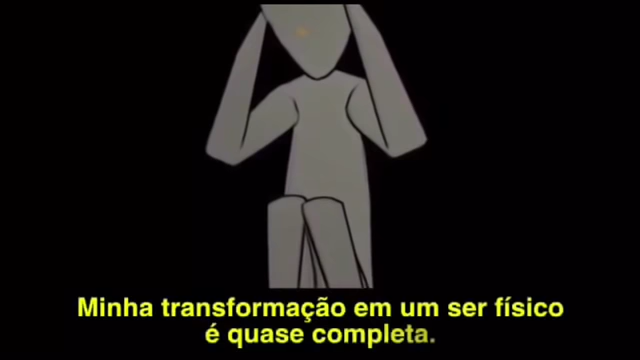 Minha transformação em um ser físico
é quase completa.